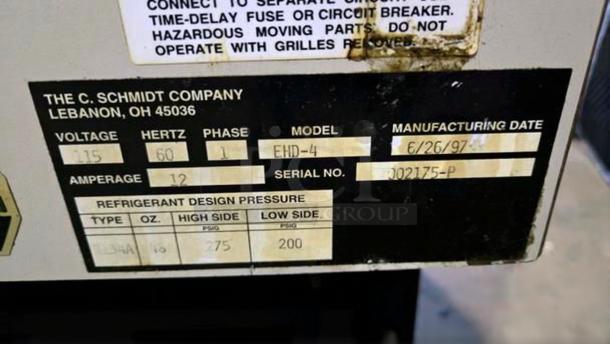 CONNECT TO SEPARATE
TIME-DELAY FUSE OR CIRCUIT BREAKER.
HAZARDOUS MOVING PARTS. DO NOT
OPERATE WITH GRILLES REMOVED.
THE C. SCHMIDT COMPANY
LEBANON, OH 45036
VOLTAGE HERTZ PHASE MODEL MANUFACTURING DATE
115 60 1 EHD-4 6/26/97
AMPERAGE 12 SERIAL NO. 002175-P
REFRIGERANT DESIGN PRESSURE
TYPE OZ. HIGH SIDE PSIG LOW SIDE PSIG
275 200
GROUP